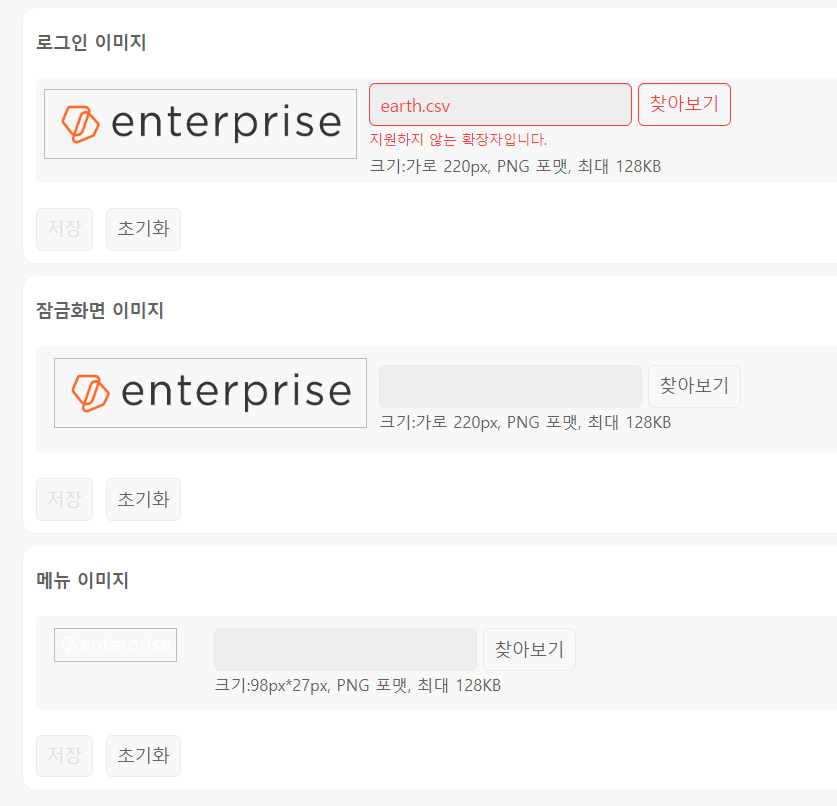 로그인 이미지
enterprise
earth.csv 찾아보기
지원하지 않는 확장자입니다.
크기:가로 220px, PNG 포맷, 최대 128KB
저장 초기화
잠금화면 이미지
enterprise
찾아보기
크기:가로 220px, PNG 포맷, 최대 128KB
저장 초기화
메뉴 이미지
enterprise
찾아보기
크기:98px*27px, PNG 포맷, 최대 128KB
저장 초기화